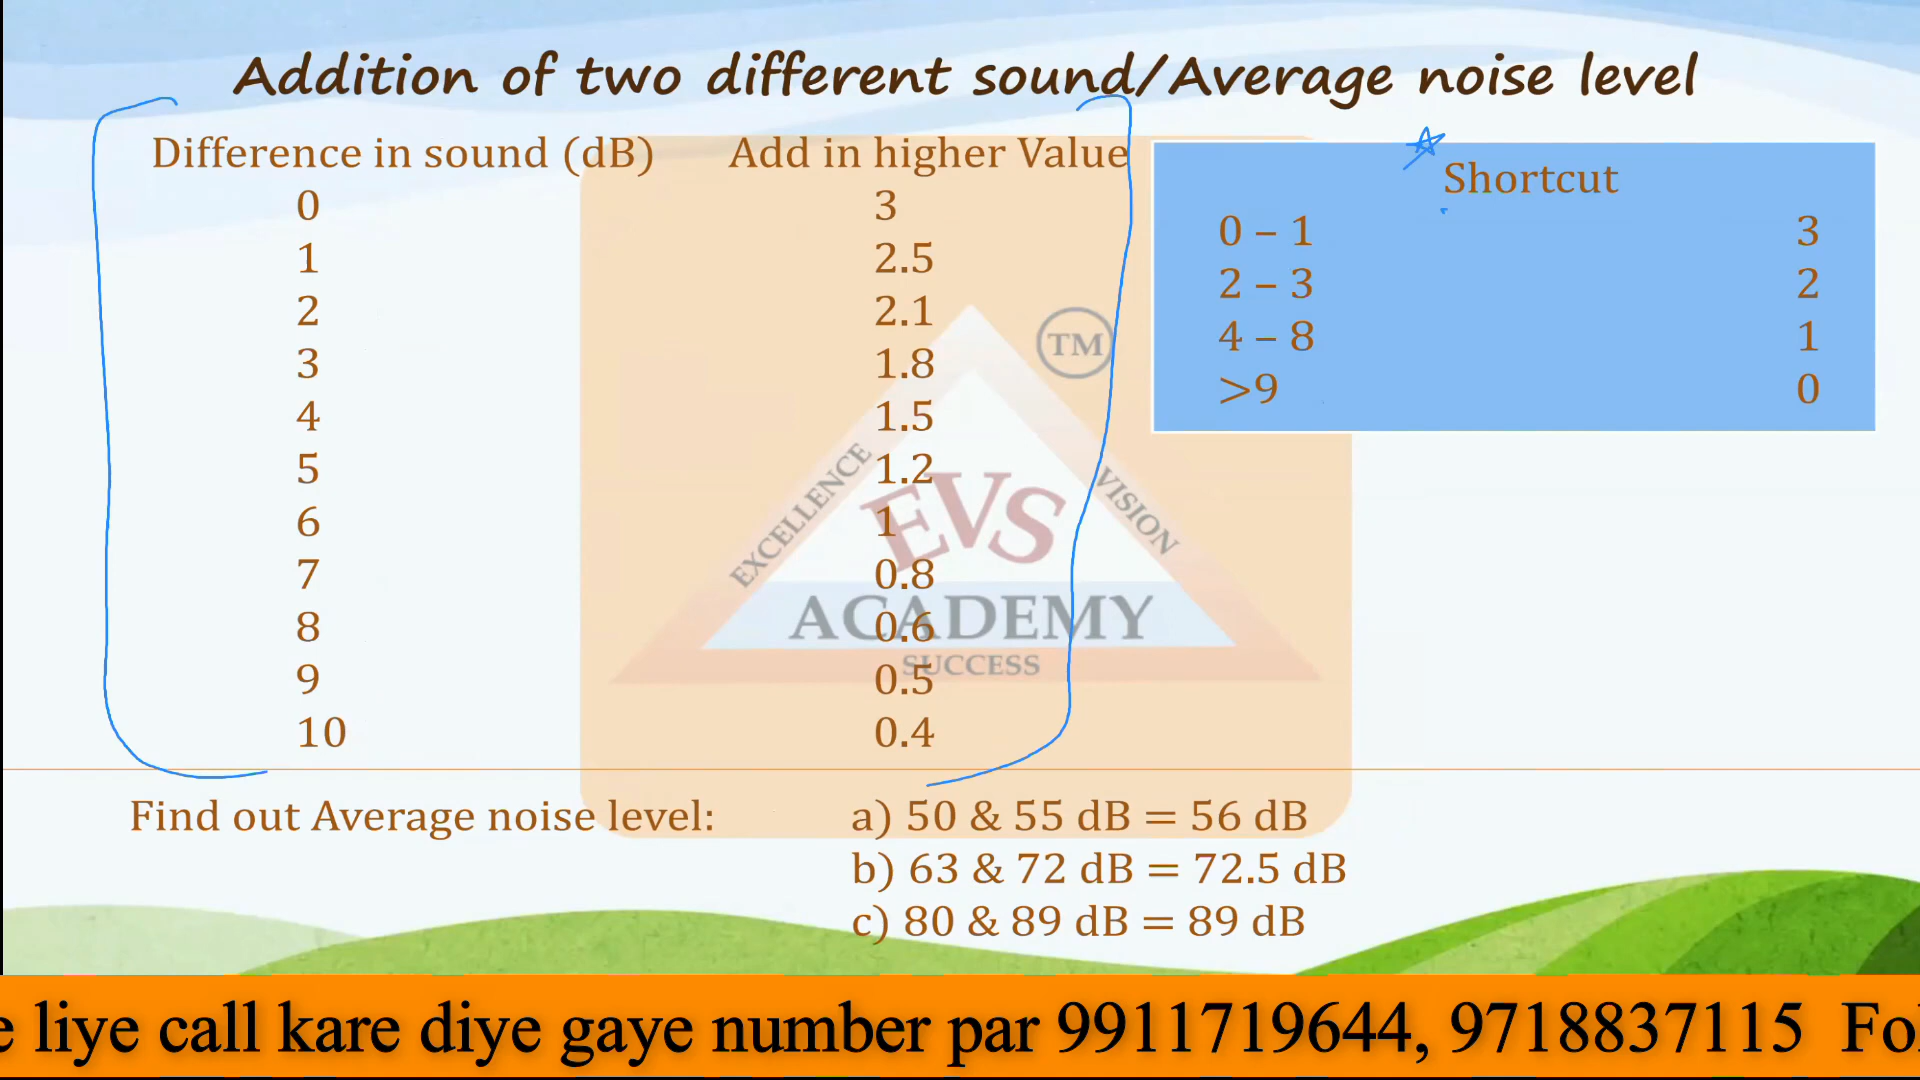 Addition of two different sound/Average noise level
Difference in sound (dB) Add in higher Value
0 3
1 2.5
2 2.1
3 1.8
4 1.5
5 1.2
6 1
7 0.8
8 0.6
9 0.5
10 0.4
Shortcut
0 – 1 3
2 – 3 2
4 – 8 1
>9 0
TM
EXCELLENCE
VISION
EVS
ACADEMY
SUCCESS
Find out Average noise level: a) 50 & 55 dB = 56 dB
b) 63 & 72 dB = 72.5 dB
c) 80 & 89 dB = 89 dB
liye call kare diye gaye number par 9911719644, 9718837115